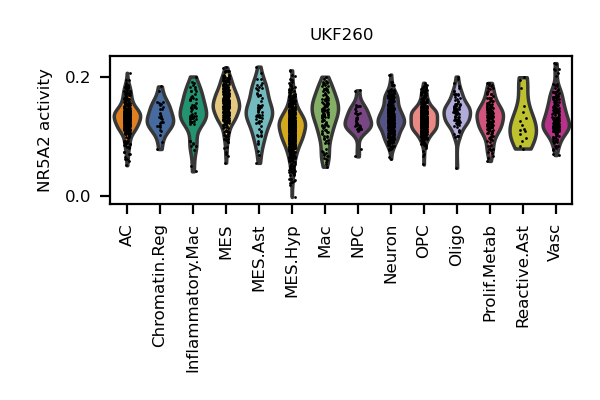 UKF260
NR5A2 activity
0.2
0.0
AC
Chromatin.Reg
Inflammatory.Mac
MES
MES.Ast
MES.Hyp
Mac
NPC
Neuron
OPC
Oligo
Prolif.Metab
Reactive.Ast
Vasc